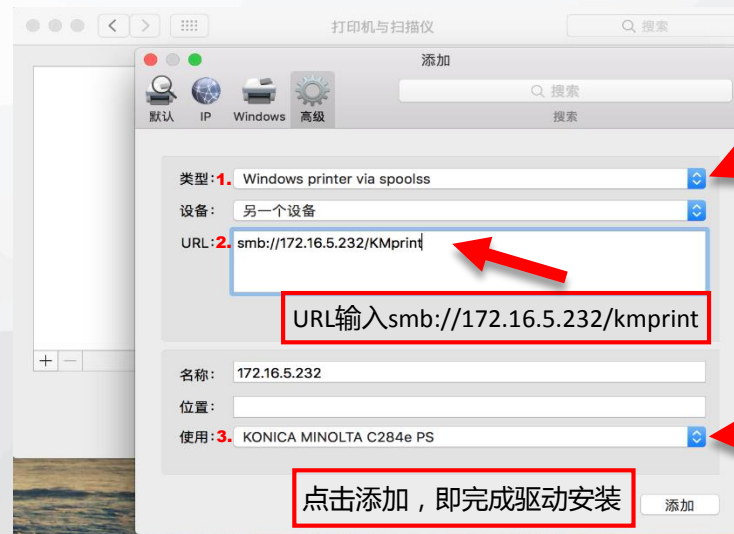 打印机与扫描仪
搜索
添加
搜索
默认 IP Windows 高级
搜索
类型:1. Windows printer via spoolss
设备: 另一个设备
URL:2. smb://172.16.5.232/KMprint
URL输入smb://172.16.5.232/kmprint
+ −
名称: 172.16.5.232
位置:
使用:3. KONICA MINOLTA C284e PS
点击添加，即完成驱动安装
添加